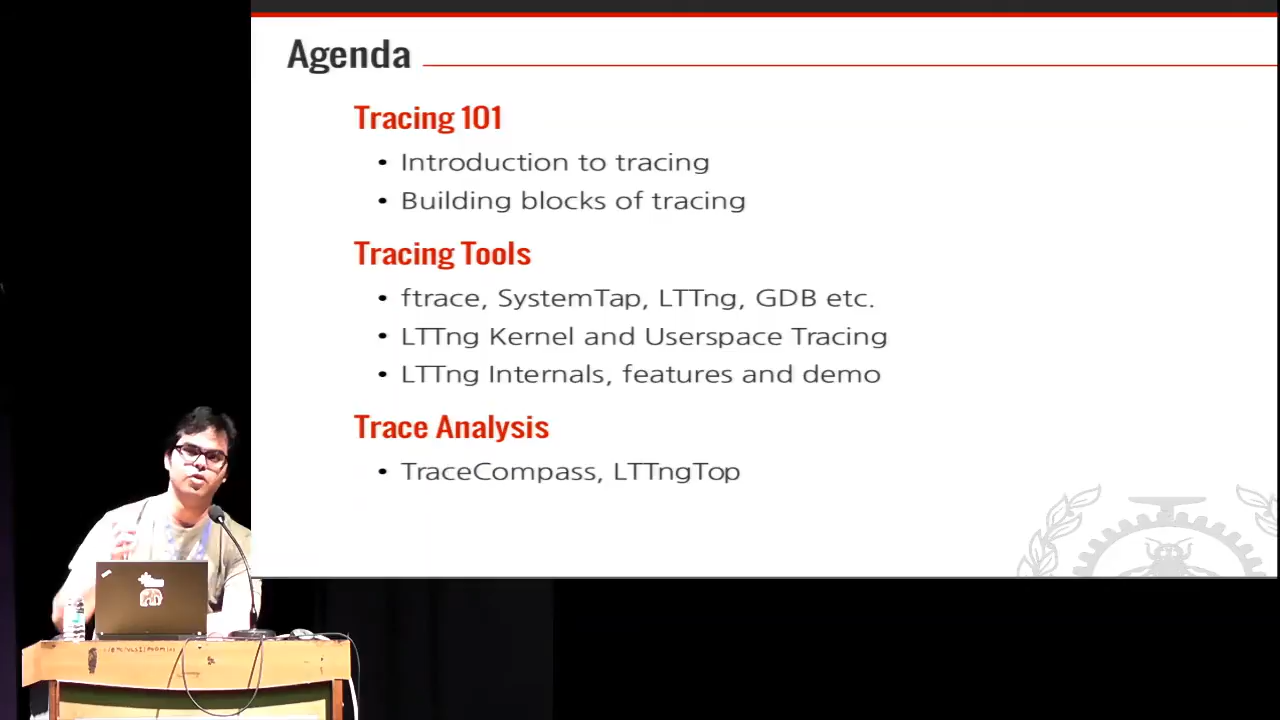 Agenda
Tracing 101
• Introduction to tracing
• Building blocks of tracing
Tracing Tools
• ftrace, SystemTap, LTTng, GDB etc.
• LTTng Kernel and Userspace Tracing
• LTTng Internals, features and demo
Trace Analysis
• TraceCompass, LTTngTop